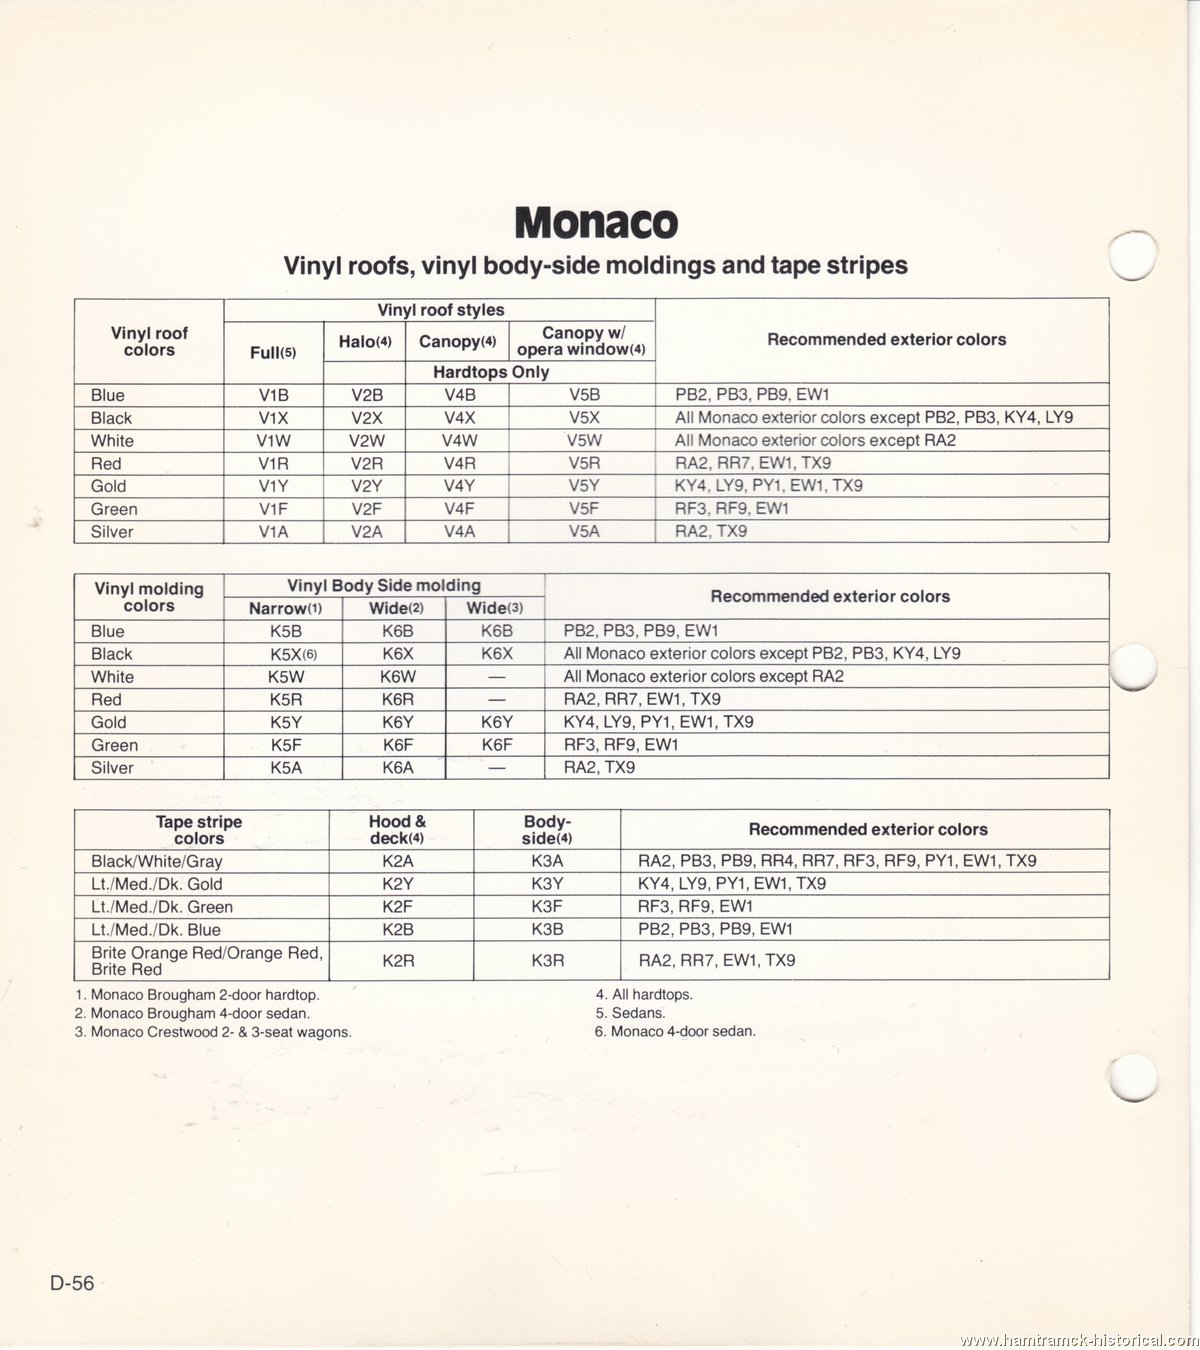 Monaco
Vinyl roofs, vinyl body-side moldings and tape stripes
Vinyl roof colors | Vinyl roof styles | Recommended exterior colors
Full(5) | Halo(4) | Canopy(4) | Canopy w/ opera window(4)
Hardtops Only
Blue | V1B | V2B | V4B | V5B | PB2, PB3, PB9, EW1
Black | V1X | V2X | V4X | V5X | All Monaco exterior colors except PB2, PB3, KY4, LY9
White | V1W | V2W | V4W | V5W | All Monaco exterior colors except RA2
Red | V1R | V2R | V4R | V5R | RA2, RR7, EW1, TX9
Gold | V1Y | V2Y | V4Y | V5Y | KY4, LY9, PY1, EW1, TX9
Green | V1F | V2F | V4F | V5F | RF3, RF9, EW1
Silver | V1A | V2A | V4A | V5A | RA2, TX9
Vinyl molding colors | Vinyl Body Side molding | Recommended exterior colors
Narrow(1) | Wide(2) | Wide(3)
Blue | K5B | K6B | K6B | PB2, PB3, PB9, EW1
Black | K5X(6) | K6X | K6X | All Monaco exterior colors except PB2, PB3, KY4, LY9
White | K5W | K6W | — | All Monaco exterior colors except RA2
Red | K5R | K6R | — | RA2, RR7, EW1, TX9
Gold | K5Y | K6Y | K6Y | KY4, LY9, PY1, EW1, TX9
Green | K5F | K6F | K6F | RF3, RF9, EW1
Silver | K5A | K6A | — | RA2, TX9
Tape stripe colors | Hood & deck(4) | Body-side(4) | Recommended exterior colors
Black/White/Gray | K2A | K3A | RA2, PB3, PB9, RR4, RR7, RF3, RF9, PY1, EW1, TX9
Lt./Med./Dk. Gold | K2Y | K3Y | KY4, LY9, PY1, EW1, TX9
Lt./Med./Dk. Green | K2F | K3F | RF3, RF9, EW1
Lt./Med./Dk. Blue | K2B | K3B | PB2, PB3, PB9, EW1
Brite Orange Red/Orange Red, Brite Red | K2R | K3R | RA2, RR7, EW1, TX9
1. Monaco Brougham 2-door hardtop.
2. Monaco Brougham 4-door sedan.
3. Monaco Crestwood 2- & 3-seat wagons.
4. All hardtops.
5. Sedans.
6. Monaco 4-door sedan.
D-56
www.hamtramck-historical.com